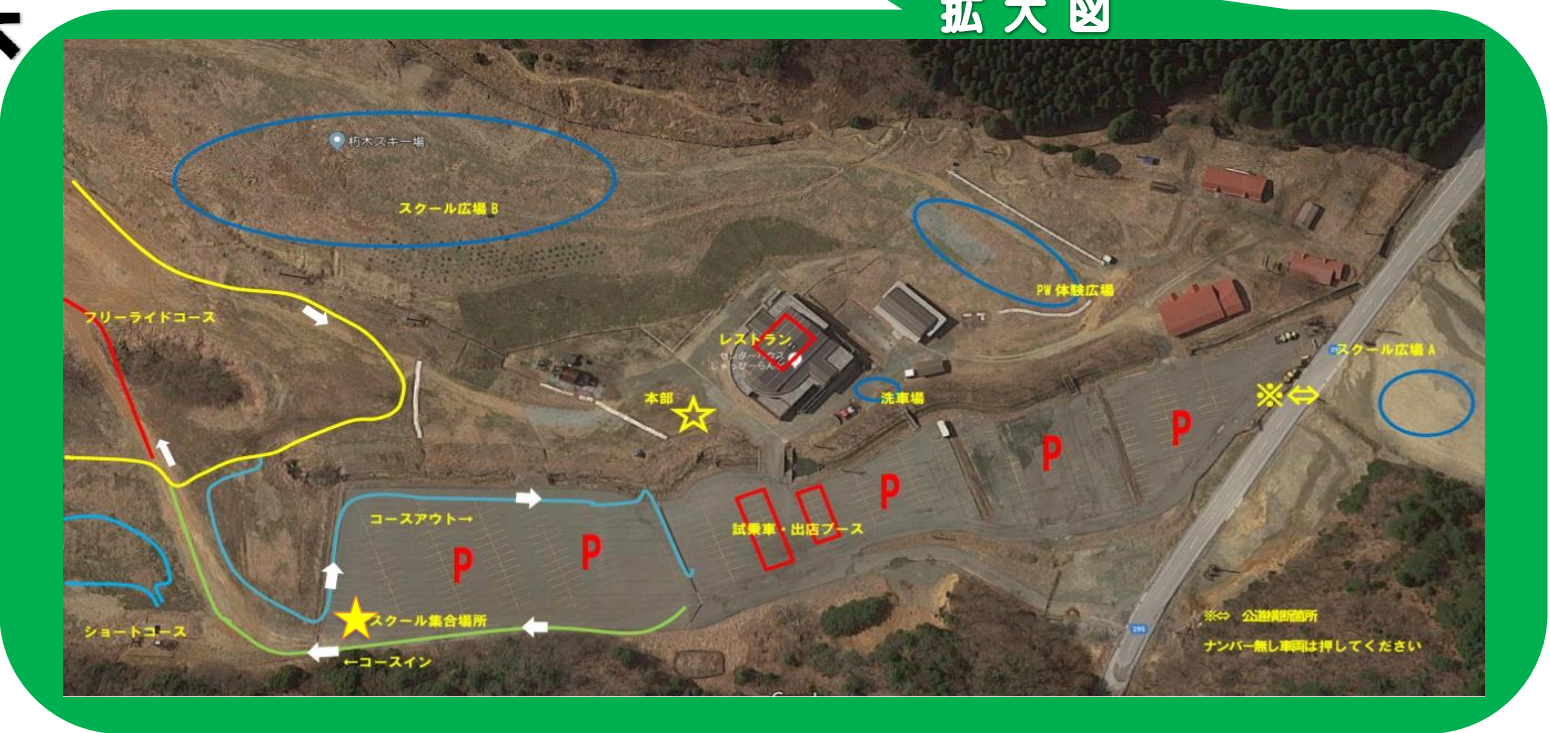 拡大図
朽木スキー場
スクール広場 B
PW 体験広場
フリーライドコース
レストラン
スクール広場 A
本部
洗車場
※⇔
P
P
P
コースアウト→
試乗車・出店ブース
P
P
スクール集合場所
ショートコース
←コースイン
※⇔ 公道横断箇所
295
ナンバー無し車両は押してください